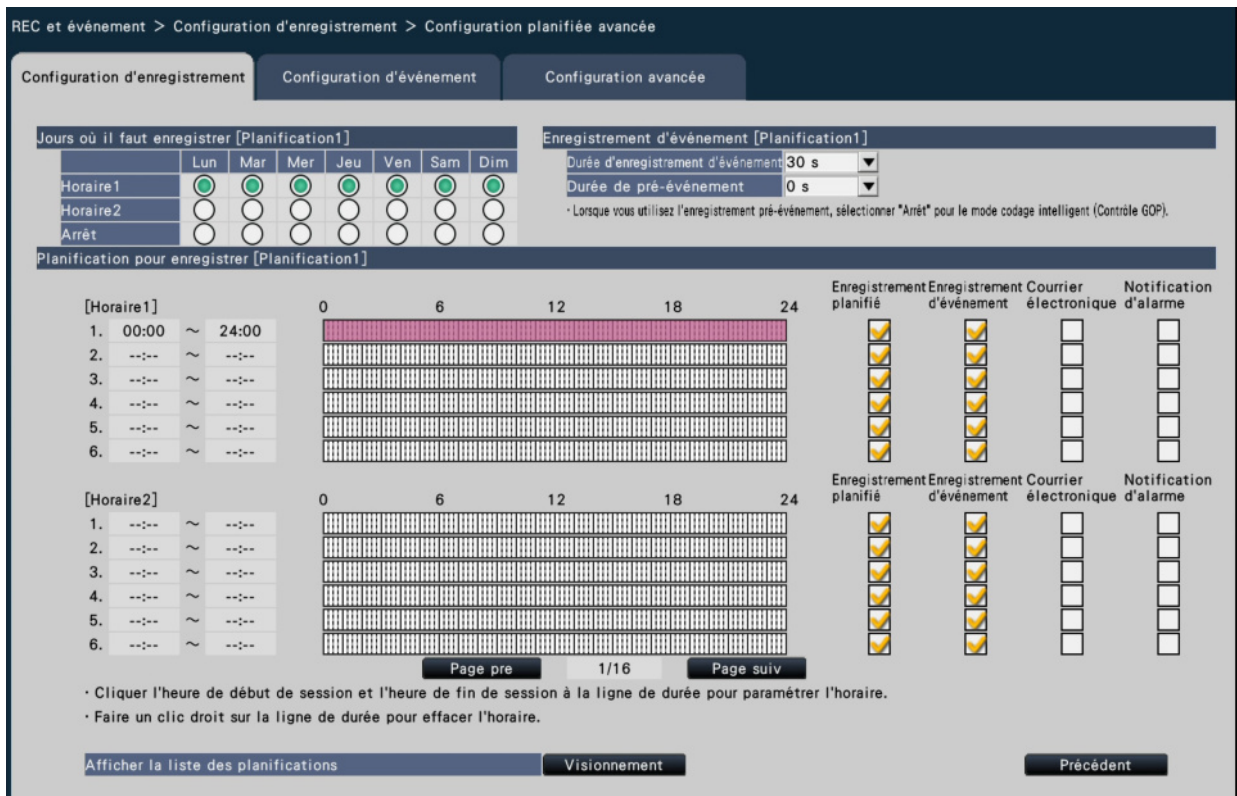 REC et événement > Configuration d'enregistrement > Configuration planifiée avancée
Configuration d'enregistrement Configuration d'événement Configuration avancée
Jours où il faut enregistrer [Planification1]
Lun Mar Mer Jeu Ven Sam Dim
Horaire1
Horaire2
Arrêt
Enregistrement d'événement [Planification1]
Durée d'enregistrement d'événement 30 s
Durée de pré-événement 0 s
· Lorsque vous utilisez l'enregistrement pré-événement, sélectionner "Arrêt" pour le mode codage intelligent (Contrôle GOP).
Planification pour enregistrer [Planification1]
Enregistrement planifié Enregistrement d'événement Courrier électronique Notification d'alarme
[Horaire1] 0 6 12 18 24
1. 00:00 ~ 24:00
2. --:-- ~ --:--
3. --:-- ~ --:--
4. --:-- ~ --:--
5. --:-- ~ --:--
6. --:-- ~ --:--
Enregistrement planifié Enregistrement d'événement Courrier électronique Notification d'alarme
[Horaire2] 0 6 12 18 24
1. --:-- ~ --:--
2. --:-- ~ --:--
3. --:-- ~ --:--
4. --:-- ~ --:--
5. --:-- ~ --:--
6. --:-- ~ --:--
Page pre 1/16 Page suiv
· Cliquer l'heure de début de session et l'heure de fin de session à la ligne de durée pour paramétrer l'horaire.
· Faire un clic droit sur la ligne de durée pour effacer l'horaire.
Afficher la liste des planifications Visionnement Précédent